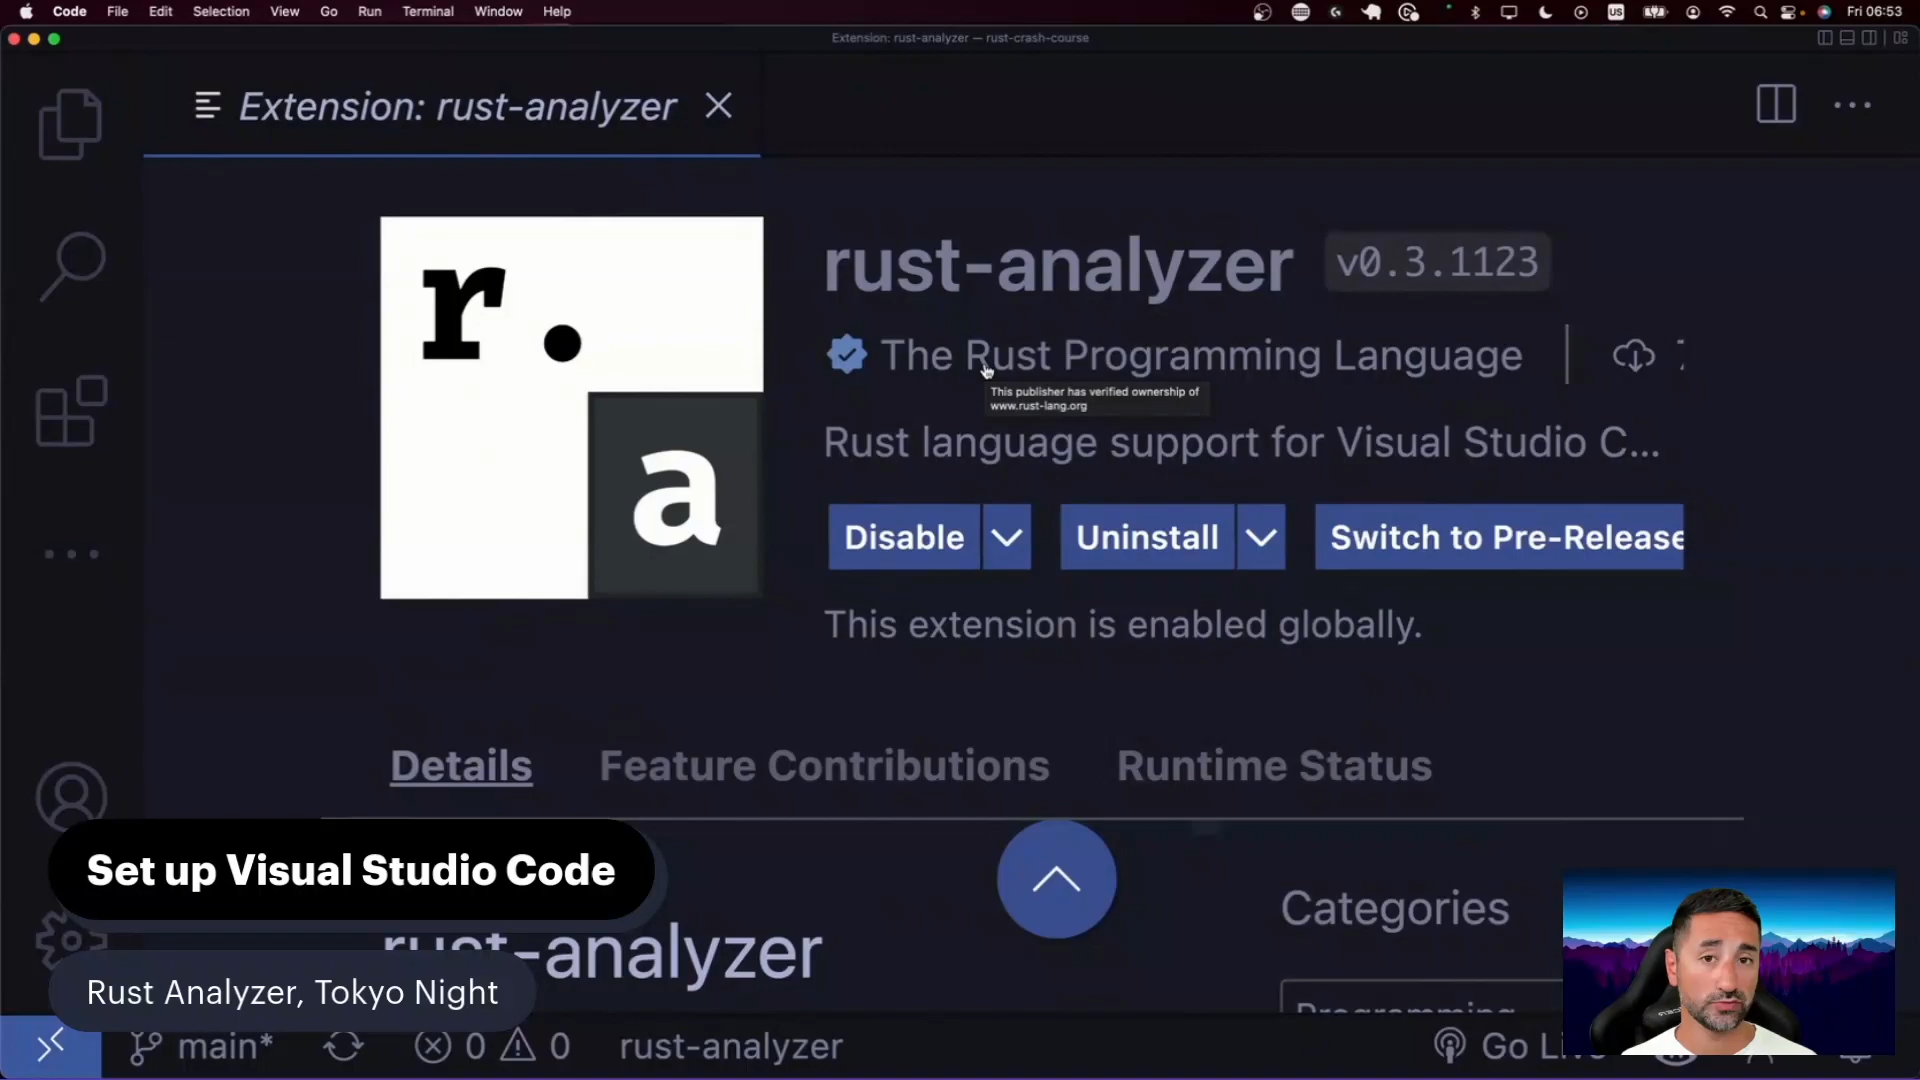 Code File Edit Selection View Go Run Terminal Window Help
US
Fri 06:53
Extension: rust-analyzer — rust-crash-course
Extension: rust-analyzer
r.
a
rust-analyzer v0.3.1123
The Rust Programming Language
This publisher has verified ownership of
www.rust-lang.org
Rust language support for Visual Studio C...
Disable Uninstall Switch to Pre-Release
This extension is enabled globally.
Details Feature Contributions Runtime Status
Set up Visual Studio Code
Categories
rust-analyzer
Rust Analyzer, Tokyo Night
Programming
main* 0 0 rust-analyzer
Go Live